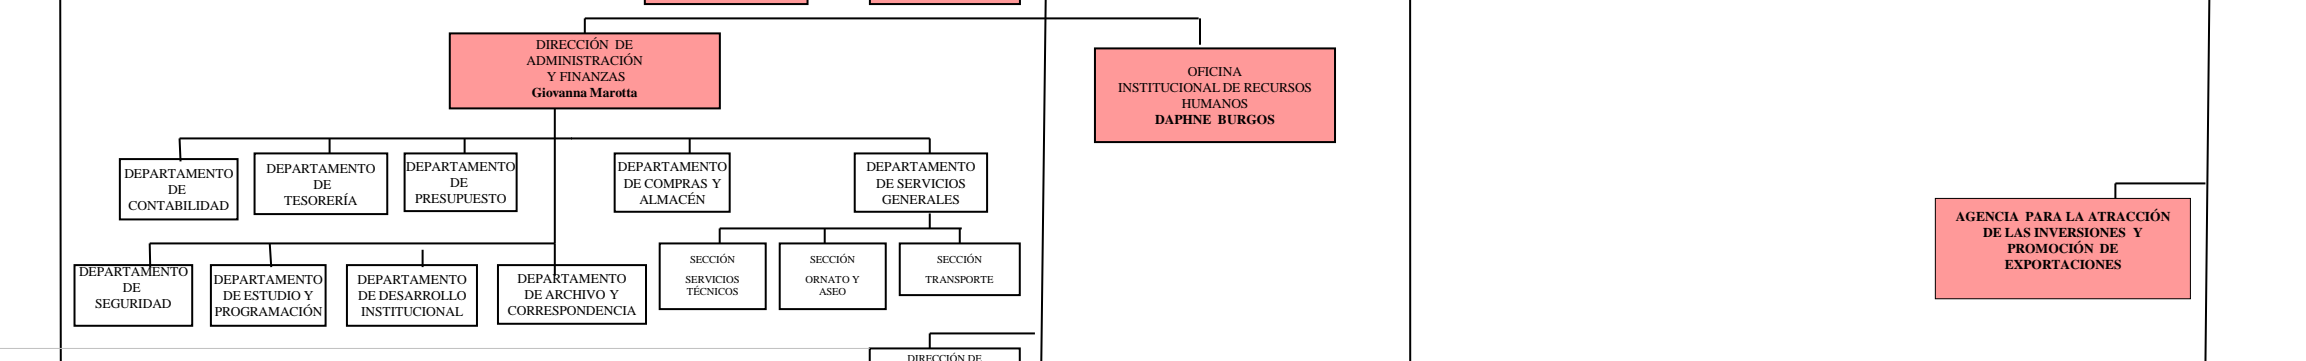 DIRECCIÓN DE
ADMINISTRACIÓN
Y FINANZAS
Giovanna Marotta
OFICINA
INSTITUCIONAL DE RECURSOS
HUMANOS
DAPHNE BURGOS
DEPARTAMENTO
DE
CONTABILIDAD
DEPARTAMENTO
DE
TESORERÍA
DEPARTAMENTO
DE
PRESUPUESTO
DEPARTAMENTO
DE COMPRAS Y
ALMACÉN
DEPARTAMENTO
DE SERVICIOS
GENERALES
AGENCIA PARA LA ATRACCIÓN
DE LAS INVERSIONES Y
PROMOCIÓN DE
EXPORTACIONES
DEPARTAMENTO
DE
SEGURIDAD
DEPARTAMENTO
DE ESTUDIO Y
PROGRAMACIÓN
DEPARTAMENTO
DE DESARROLLO
INSTITUCIONAL
DEPARTAMENTO
DE ARCHIVO Y
CORRESPONDENCIA
SECCIÓN
SERVICIOS
TÉCNICOS
SECCIÓN
ORNATO Y
ASEO
SECCIÓN
TRANSPORTE
DIRECCIÓN DE